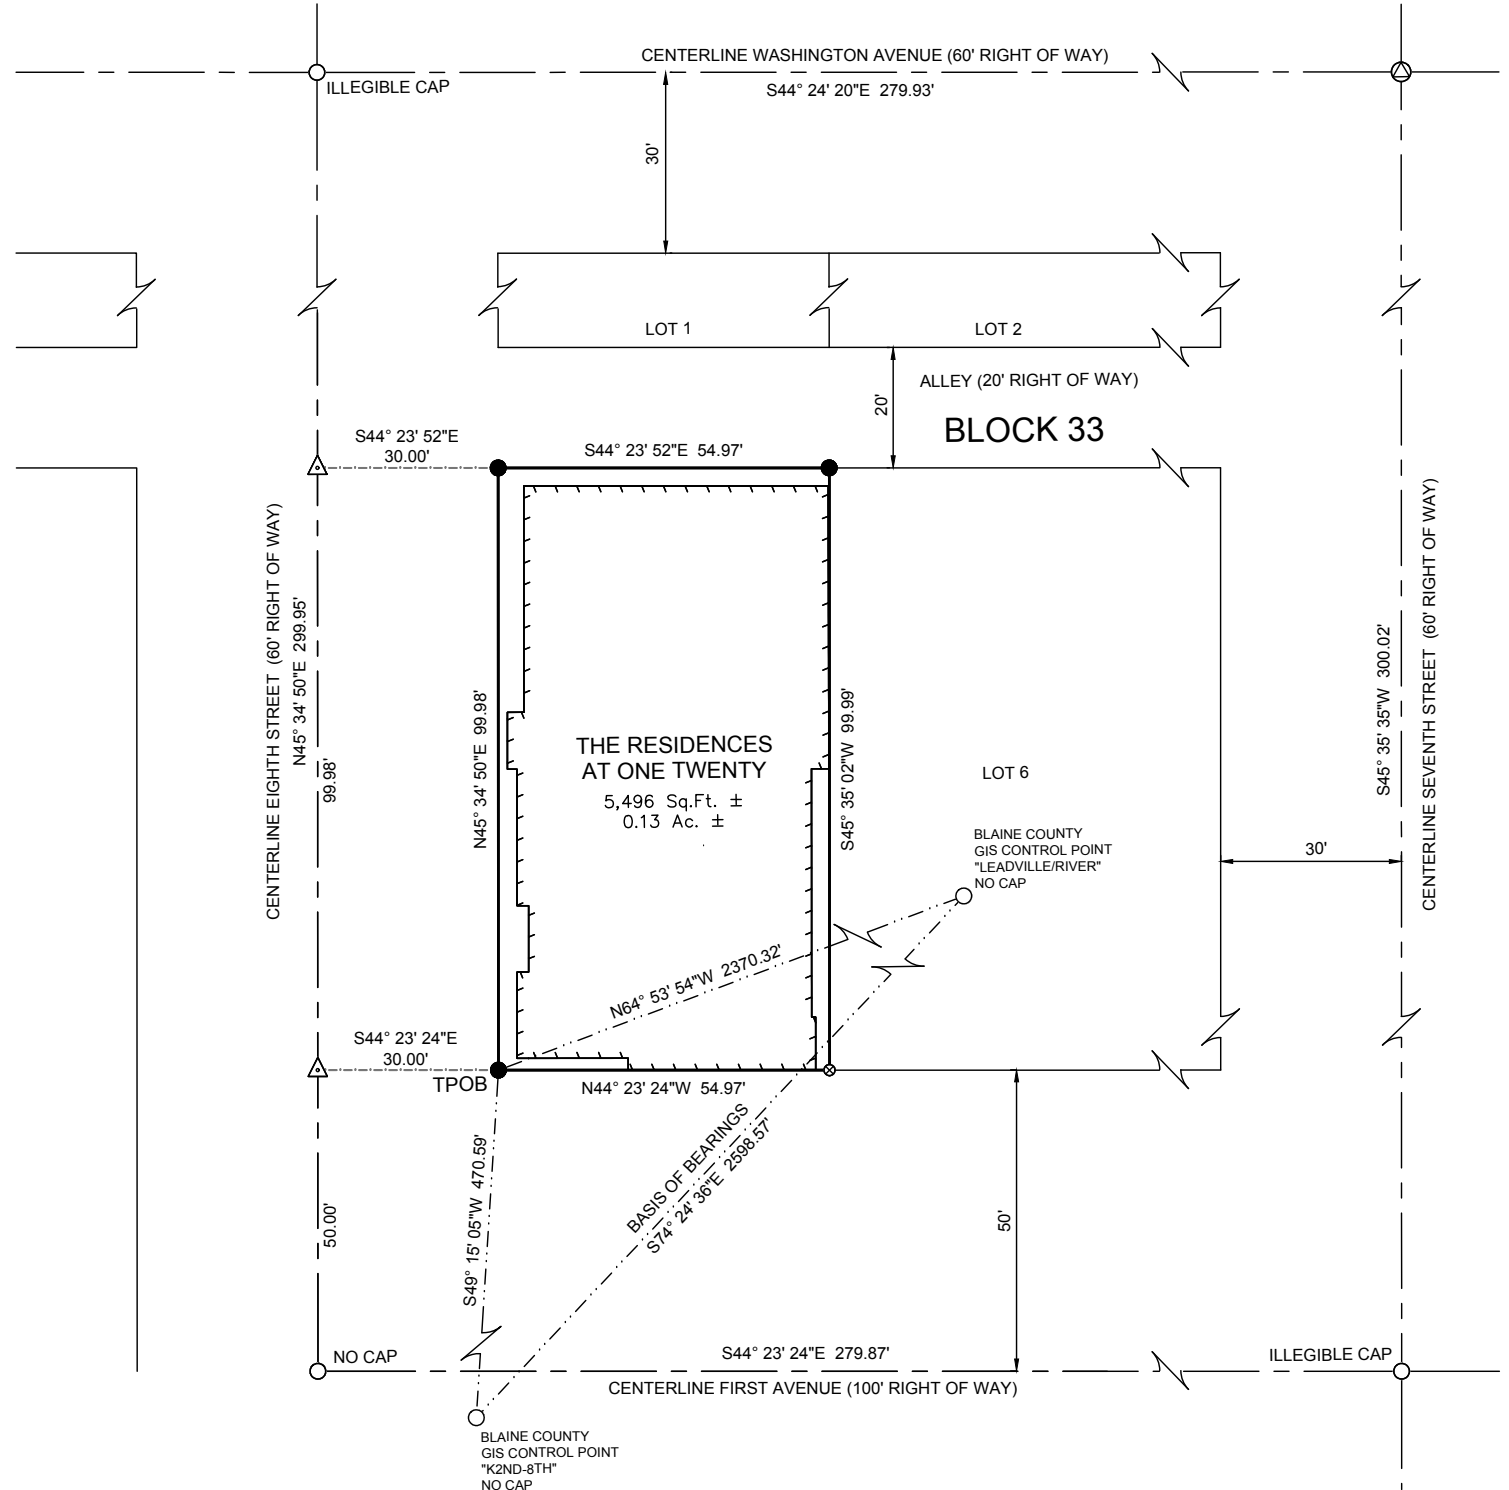 CENTERLINE WASHINGTON AVENUE (60' RIGHT OF WAY)
ILLEGIBLE CAP
S44° 24' 20"E 279.93'
30'
LOT 1
LOT 2
ALLEY (20' RIGHT OF WAY)
20'
BLOCK 33
S44° 23' 52"E
30.00'
S44° 23' 52"E 54.97'
CENTERLINE EIGHTH STREET (60' RIGHT OF WAY)
N45° 34' 50"E 299.95'
99.98'
N45° 34' 50"E 99.98'
THE RESIDENCES
AT ONE TWENTY
5,496 Sq.Ft. ±
0.13 Ac. ±
S45° 35' 02"W 99.99'
LOT 6
BLAINE COUNTY
GIS CONTROL POINT
"LEADVILLE/RIVER"
NO CAP
30'
S45° 35' 35"W 300.02'
CENTERLINE SEVENTH STREET (60' RIGHT OF WAY)
N64° 53' 54"W 2370.32'
S44° 23' 24"E
30.00'
TPOB
N44° 23' 24"W 54.97'
BASIS OF BEARINGS
S74° 24' 36"E 2598.57'
S49° 15' 05"W 470.59'
50.00'
50'
NO CAP
S44° 23' 24"E 279.87'
ILLEGIBLE CAP
CENTERLINE FIRST AVENUE (100' RIGHT OF WAY)
BLAINE COUNTY
GIS CONTROL POINT
"K2ND-8TH"
NO CAP